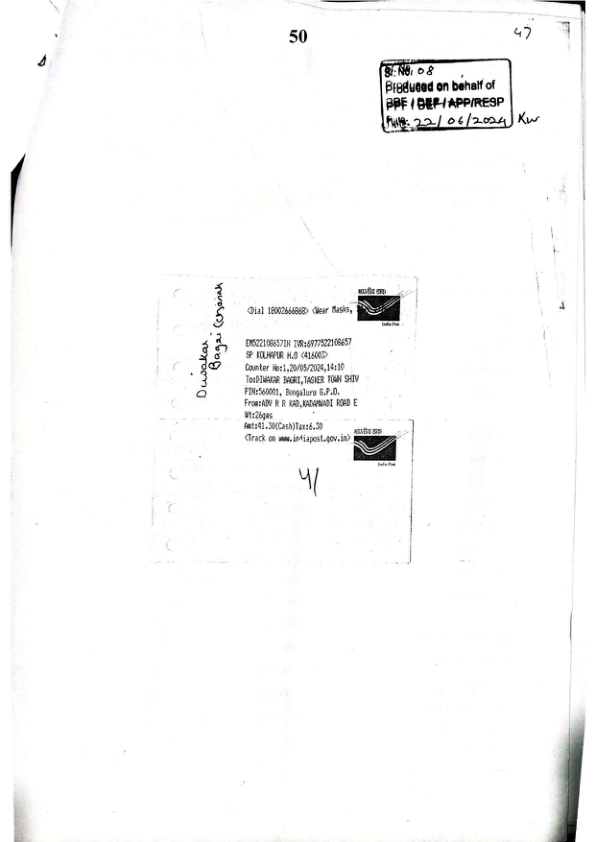 50
47
Sl. No: 08
Produced on behalf of
PPF / DEF / APP/RESP
22/06/2024 Kw
Diwakar
Bagri
भारतीय डाक
<Dial 18002666868> <Wear Masks,
India Post
EM522108657IN IVR:6977522108657
SP KOLHAPUR H.O <416003>
Counter No:1,20/05/2024,14:10
To:DIWAKAR BAGRI,TASKER TOWN SHIV
PIN:560001, Bengaluru G.P.O.
From:ADV R R KAD,KADAMWADI ROAD E
Wt:26gms
Amt:41.30(Cash)Tax:6.30
<Track on www.indiapost.gov.in>
भारतीय डाक
India Post